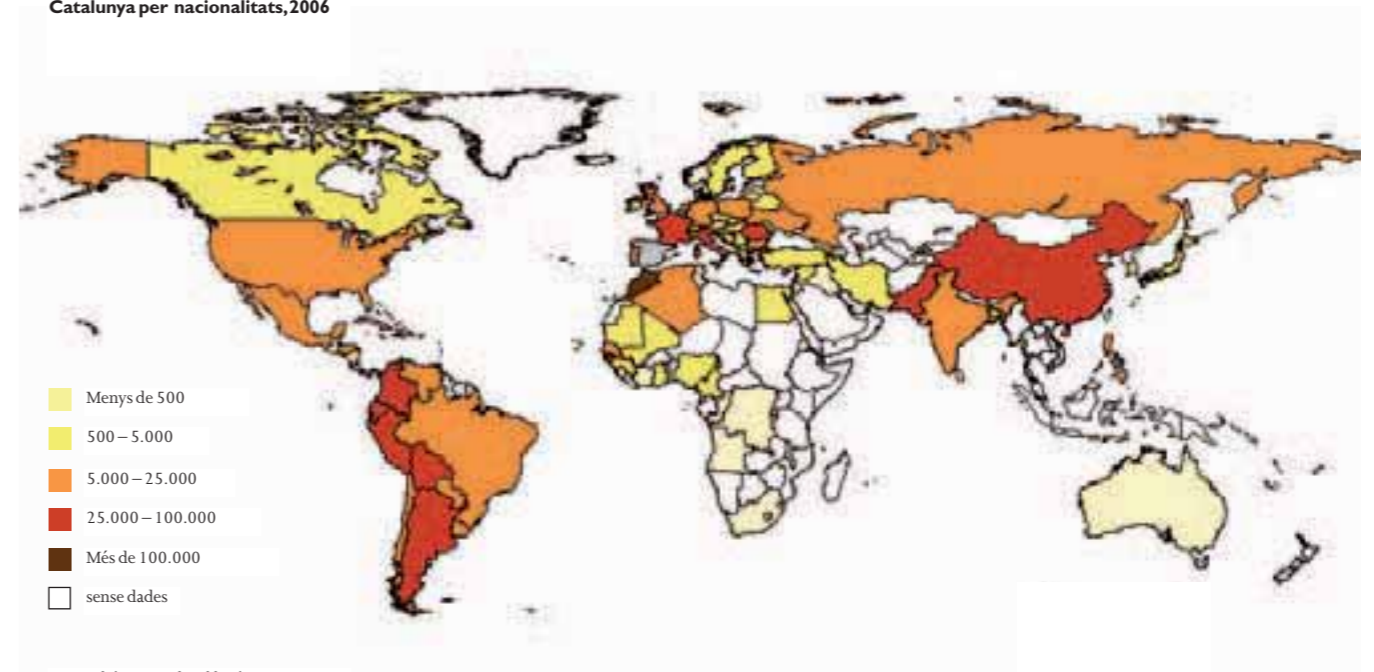 Catalunya per nacionalitats, 2006
Menys de 500
500 – 5.000
5.000 – 25.000
25.000 – 100.000
Més de 100.000
sense dades